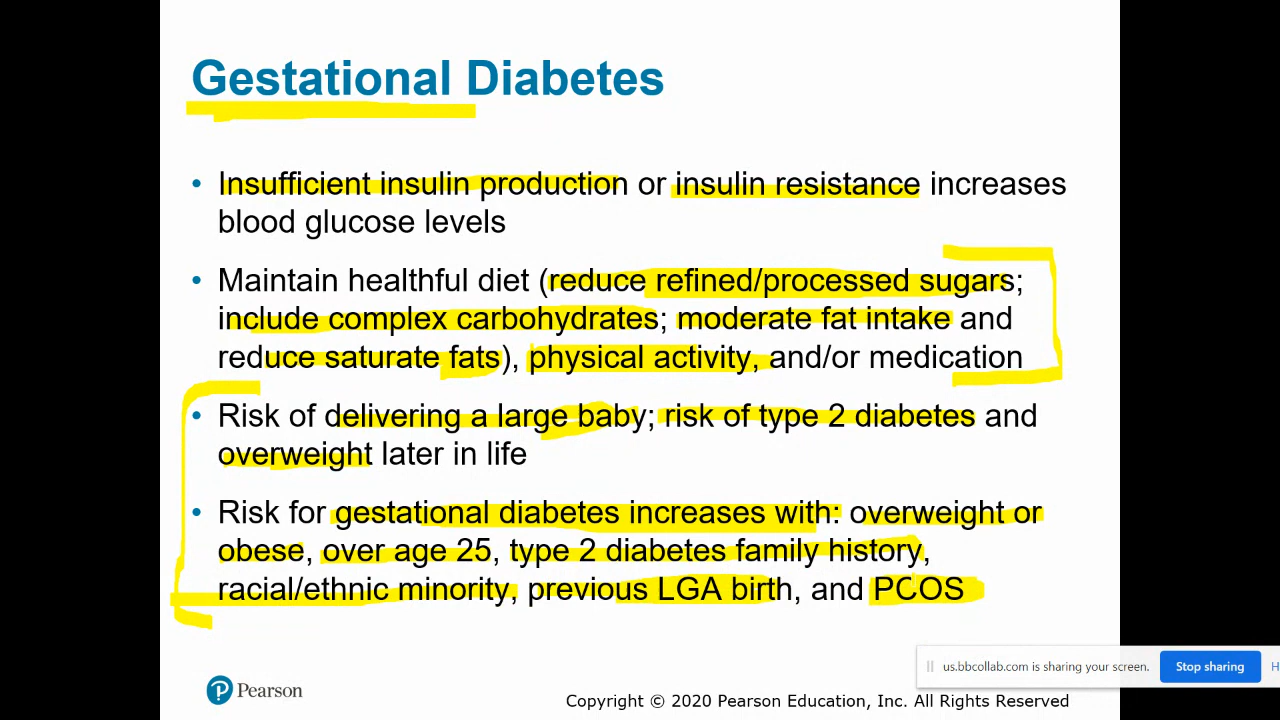 Gestational Diabetes
• Insufficient insulin production or insulin resistance increases
blood glucose levels
• Maintain healthful diet (reduce refined/processed sugars;
include complex carbohydrates; moderate fat intake and
reduce saturate fats), physical activity, and/or medication
• Risk of delivering a large baby; risk of type 2 diabetes and
overweight later in life
• Risk for gestational diabetes increases with: overweight or
obese, over age 25, type 2 diabetes family history,
racial/ethnic minority, previous LGA birth, and PCOS
us.bbcollab.com is sharing your screen. Stop sharing H
P Pearson
Copyright © 2020 Pearson Education, Inc. All Rights Reserved